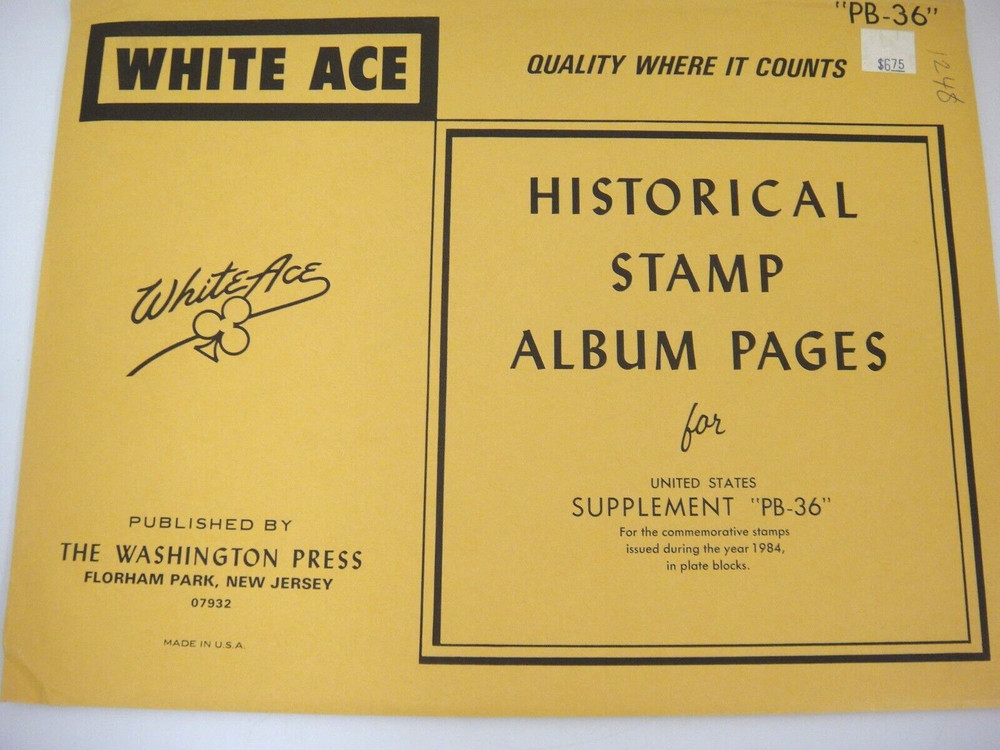 "PB-36"
WHITE ACE
QUALITY WHERE IT COUNTS
$6.75
1248
HISTORICAL
STAMP
ALBUM PAGES
for
UNITED STATES
SUPPLEMENT "PB-36"
For the commemorative stamps
issued during the year 1984,
in plate blocks.
White Ace
PUBLISHED BY
THE WASHINGTON PRESS
FLORHAM PARK, NEW JERSEY
07932
MADE IN U.S.A.